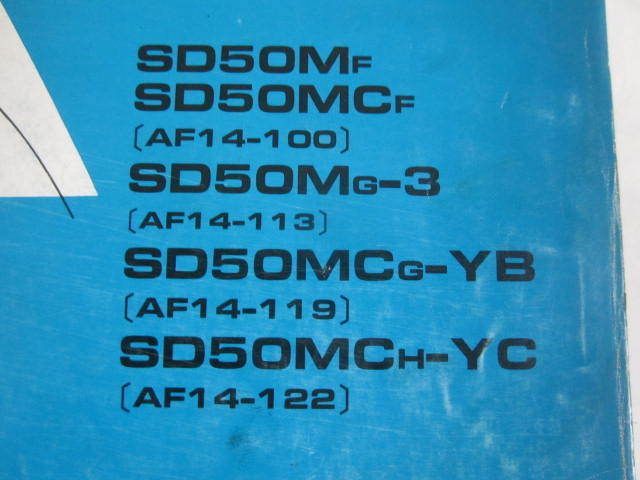 SD50MF
SD50MCF
〔AF14-100〕
SD50MG-3
〔AF14-113〕
SD50MCG-YB
〔AF14-119〕
SD50MCH-YC
〔AF14-122〕